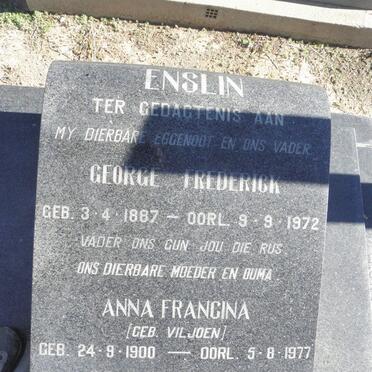 ENSLIN
TER GEDAGTENIS AAN
MY DIERBARE EGGENOOT EN ONS VADER
GEORGE FREDERICK
GEB. 3-4-1887 — OORL. 9-9-1972
VADER ONS GUN JOU DIE RUS
ONS DIERBARE MOEDER EN OUMA
ANNA FRANCINA
[GEB. VILJOEN]
GEB. 24-9-1900 — OORL. 5-8-1977